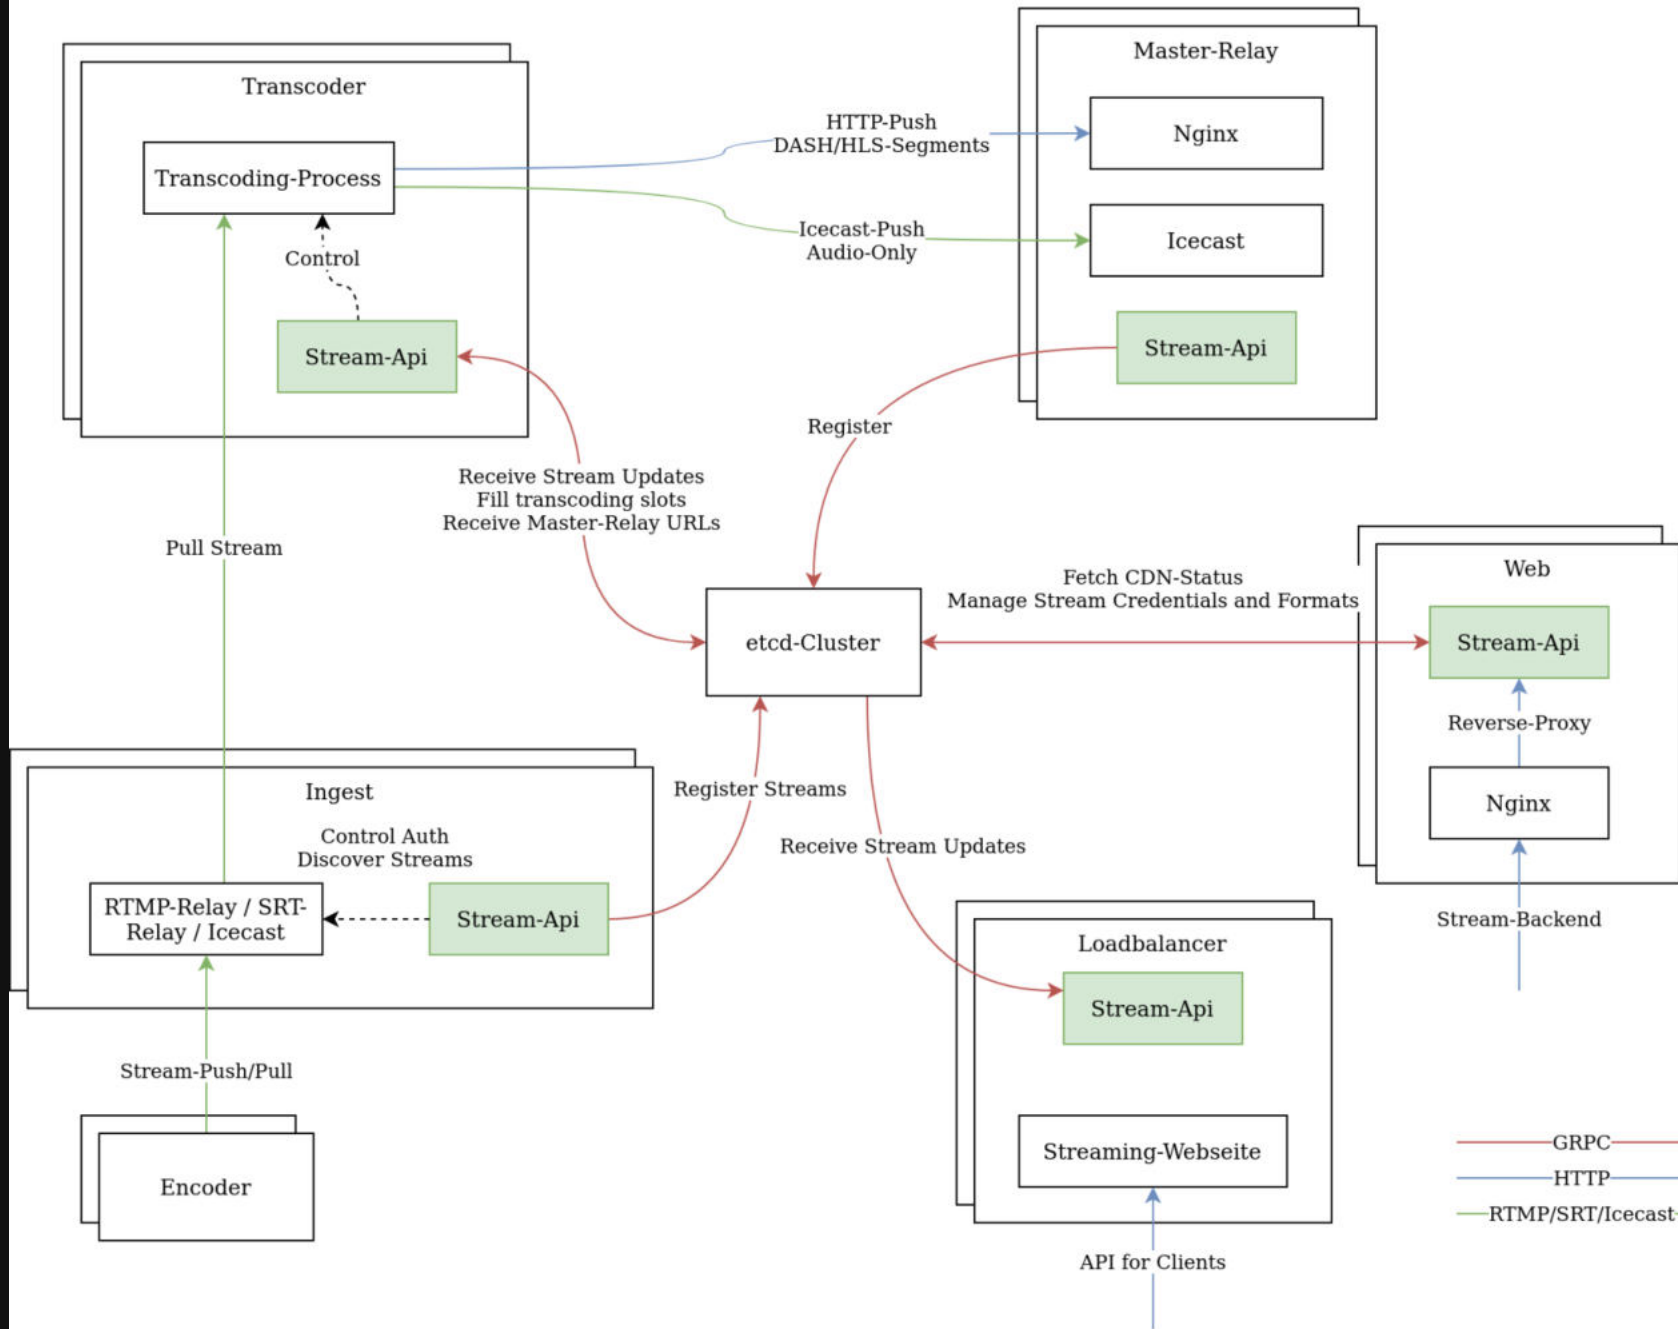 Transcoder
Transcoding-Process
Control
Stream-Api
HTTP-Push
DASH/HLS-Segments
Icecast-Push
Audio-Only
Master-Relay
Nginx
Icecast
Stream-Api
Register
Receive Stream Updates
Fill transcoding slots
Receive Master-Relay URLs
Pull Stream
etcd-Cluster
Fetch CDN-Status
Manage Stream Credentials and Formats
Web
Stream-Api
Reverse-Proxy
Nginx
Stream-Backend
Ingest
Control Auth
Discover Streams
RTMP-Relay / SRT-
Relay / Icecast
Stream-Api
Register Streams
Receive Stream Updates
Stream-Push/Pull
Encoder
Loadbalancer
Stream-Api
Streaming-Webseite
API for Clients
GRPC
HTTP
RTMP/SRT/Icecast